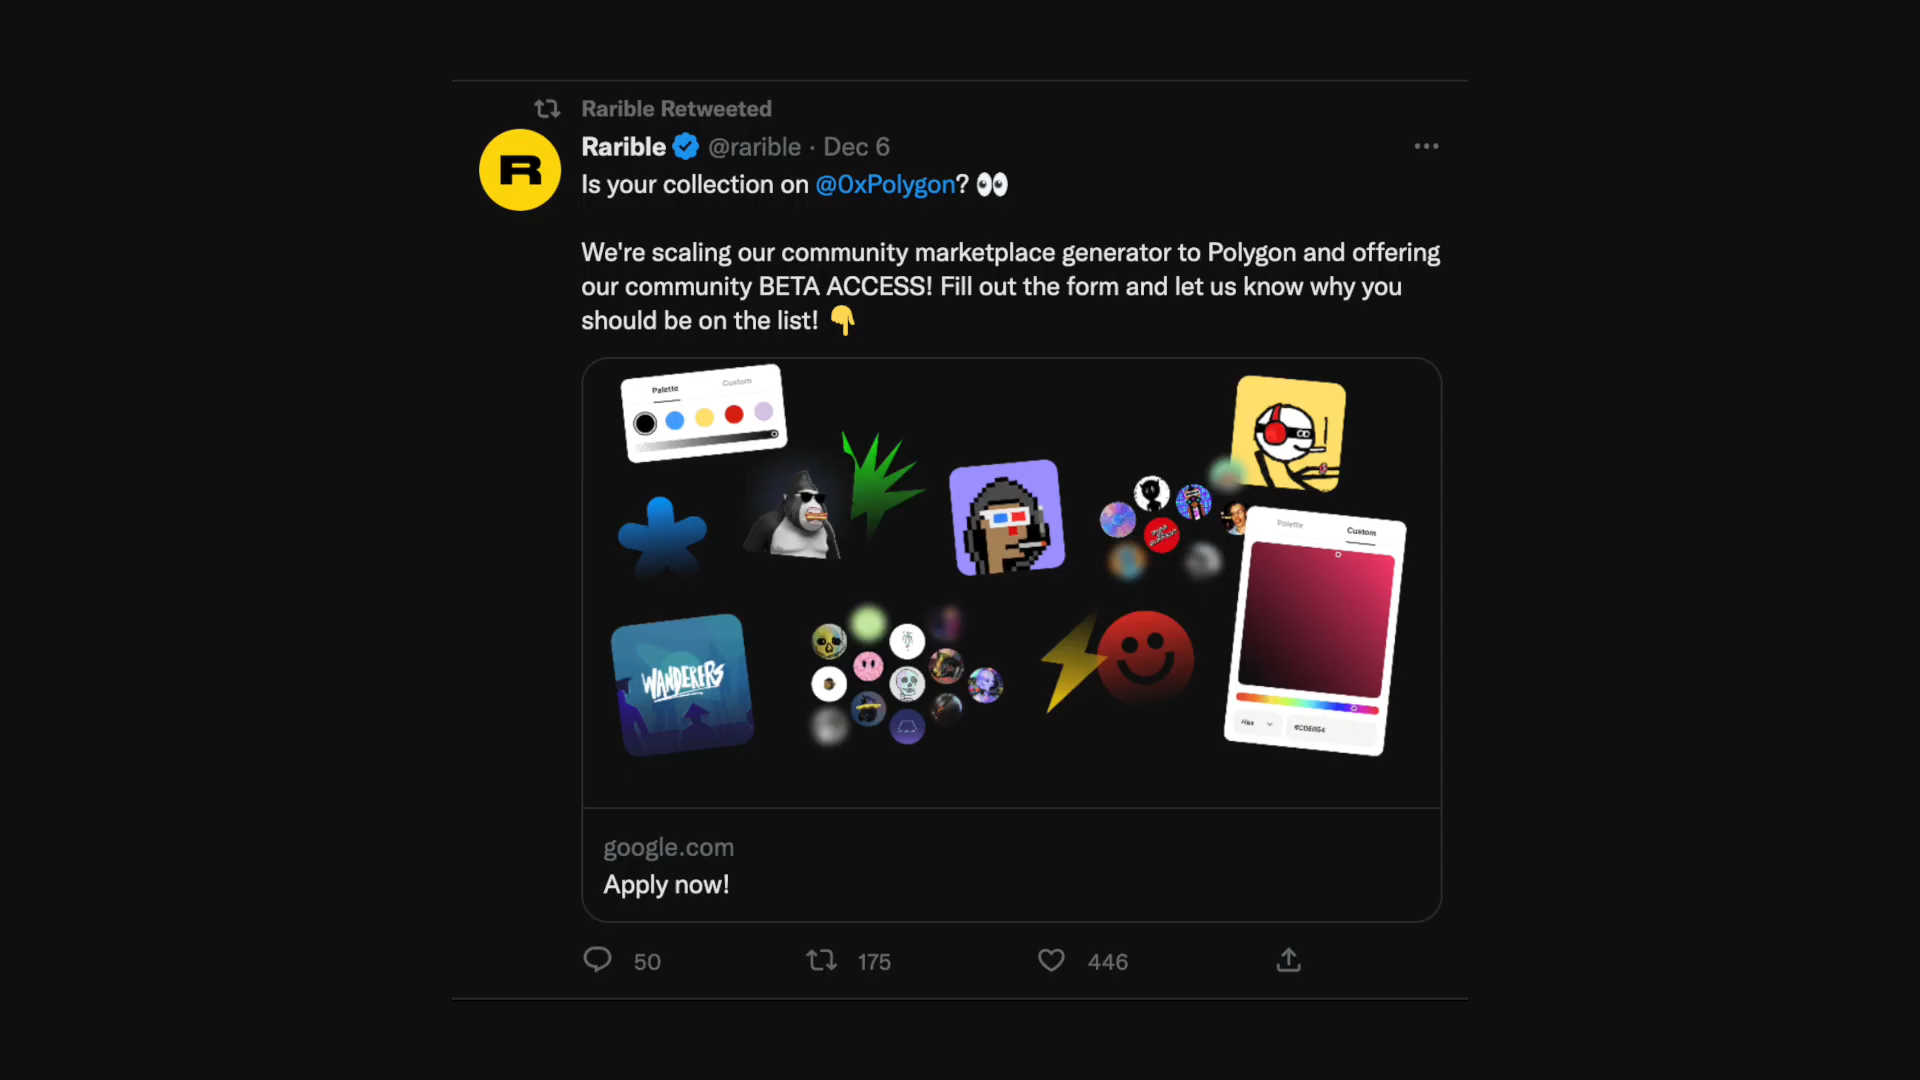 Rarible Retweeted
R
Rarible @rarible · Dec 6
Is your collection on @0xPolygon? 👀
We're scaling our community marketplace generator to Polygon and offering
our community BETA ACCESS! Fill out the form and let us know why you
should be on the list! 👇
Palette Custom
Palette Custom
WANDERERS
Hex
google.com
Apply now!
50 175 446